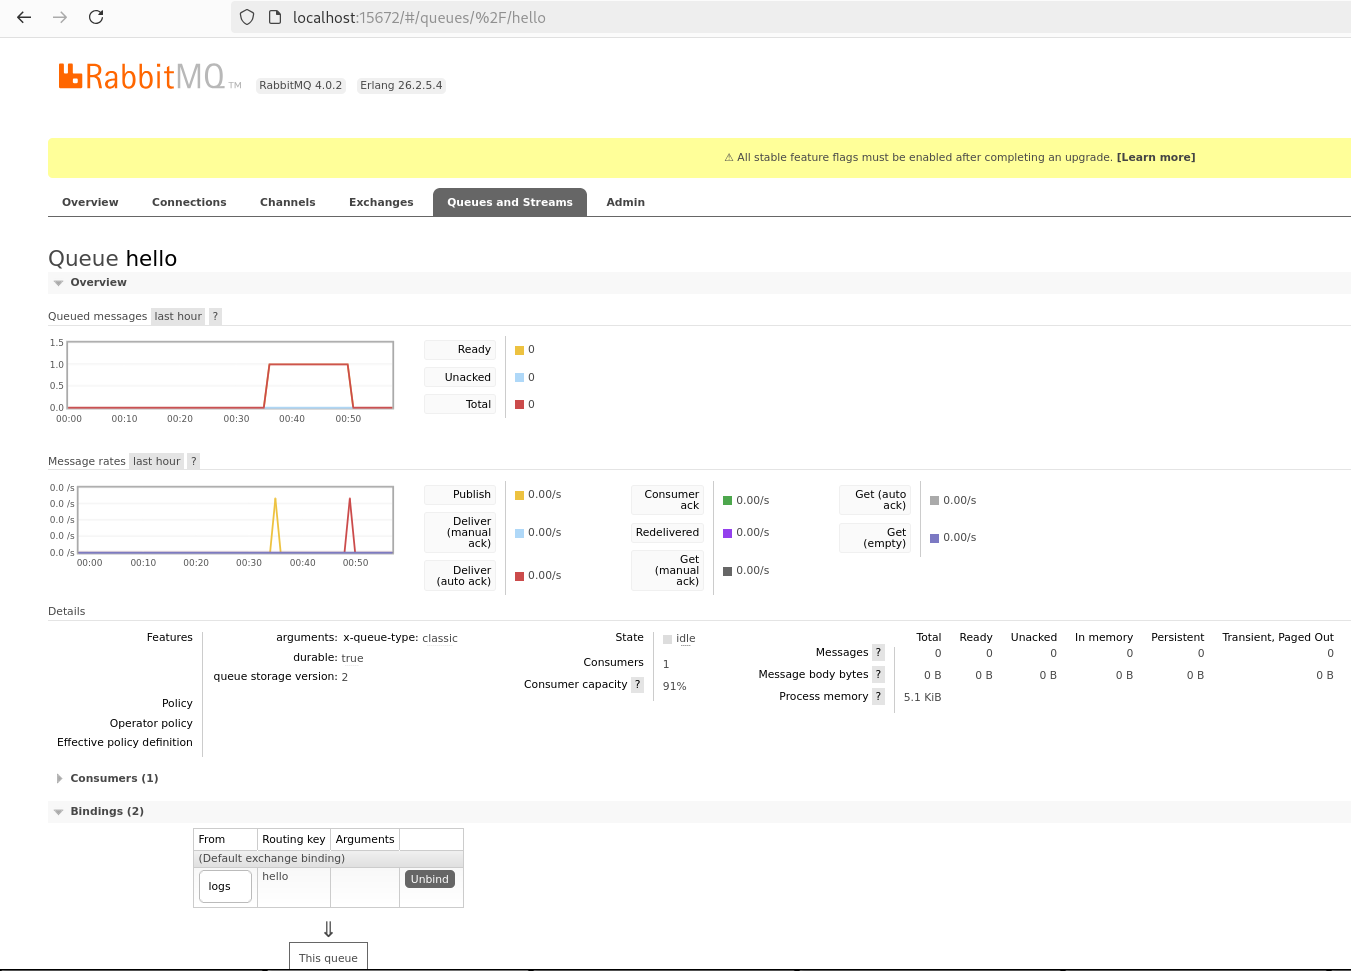 localhost:15672/#/queues/%2F/hello
RabbitMQ TM RabbitMQ 4.0.2 Erlang 26.2.5.4
⚠ All stable feature flags must be enabled after completing an upgrade. [Learn more]
Overview Connections Channels Exchanges Queues and Streams Admin
Queue hello
Overview
Queued messages last hour ?
1.5
1.0
0.5
0.0
00:00 00:10 00:20 00:30 00:40 00:50
Ready 0
Unacked 0
Total 0
Message rates last hour ?
0.0 /s
0.0 /s
0.0 /s
0.0 /s
0.0 /s
00:00 00:10 00:20 00:30 00:40 00:50
Publish 0.00/s
Deliver
(manual 0.00/s
ack)
Deliver
(auto ack) 0.00/s
Consumer
ack 0.00/s
Redelivered 0.00/s
Get
(manual 0.00/s
ack)
Get (auto
ack) 0.00/s
Get
(empty) 0.00/s
Details
Features
arguments: x-queue-type: classic
durable: true
queue storage version: 2
Policy
Operator policy
Effective policy definition
State idle
Consumers 1
Consumer capacity ? 91%
Total Ready Unacked In memory Persistent Transient, Paged Out
Messages ? 0 0 0 0 0 0
Message body bytes ? 0 B 0 B 0 B 0 B 0 B 0 B
Process memory ? 5.1 KiB
Consumers (1)
Bindings (2)
From Routing key Arguments
(Default exchange binding)
logs hello Unbind
⇓
This queue